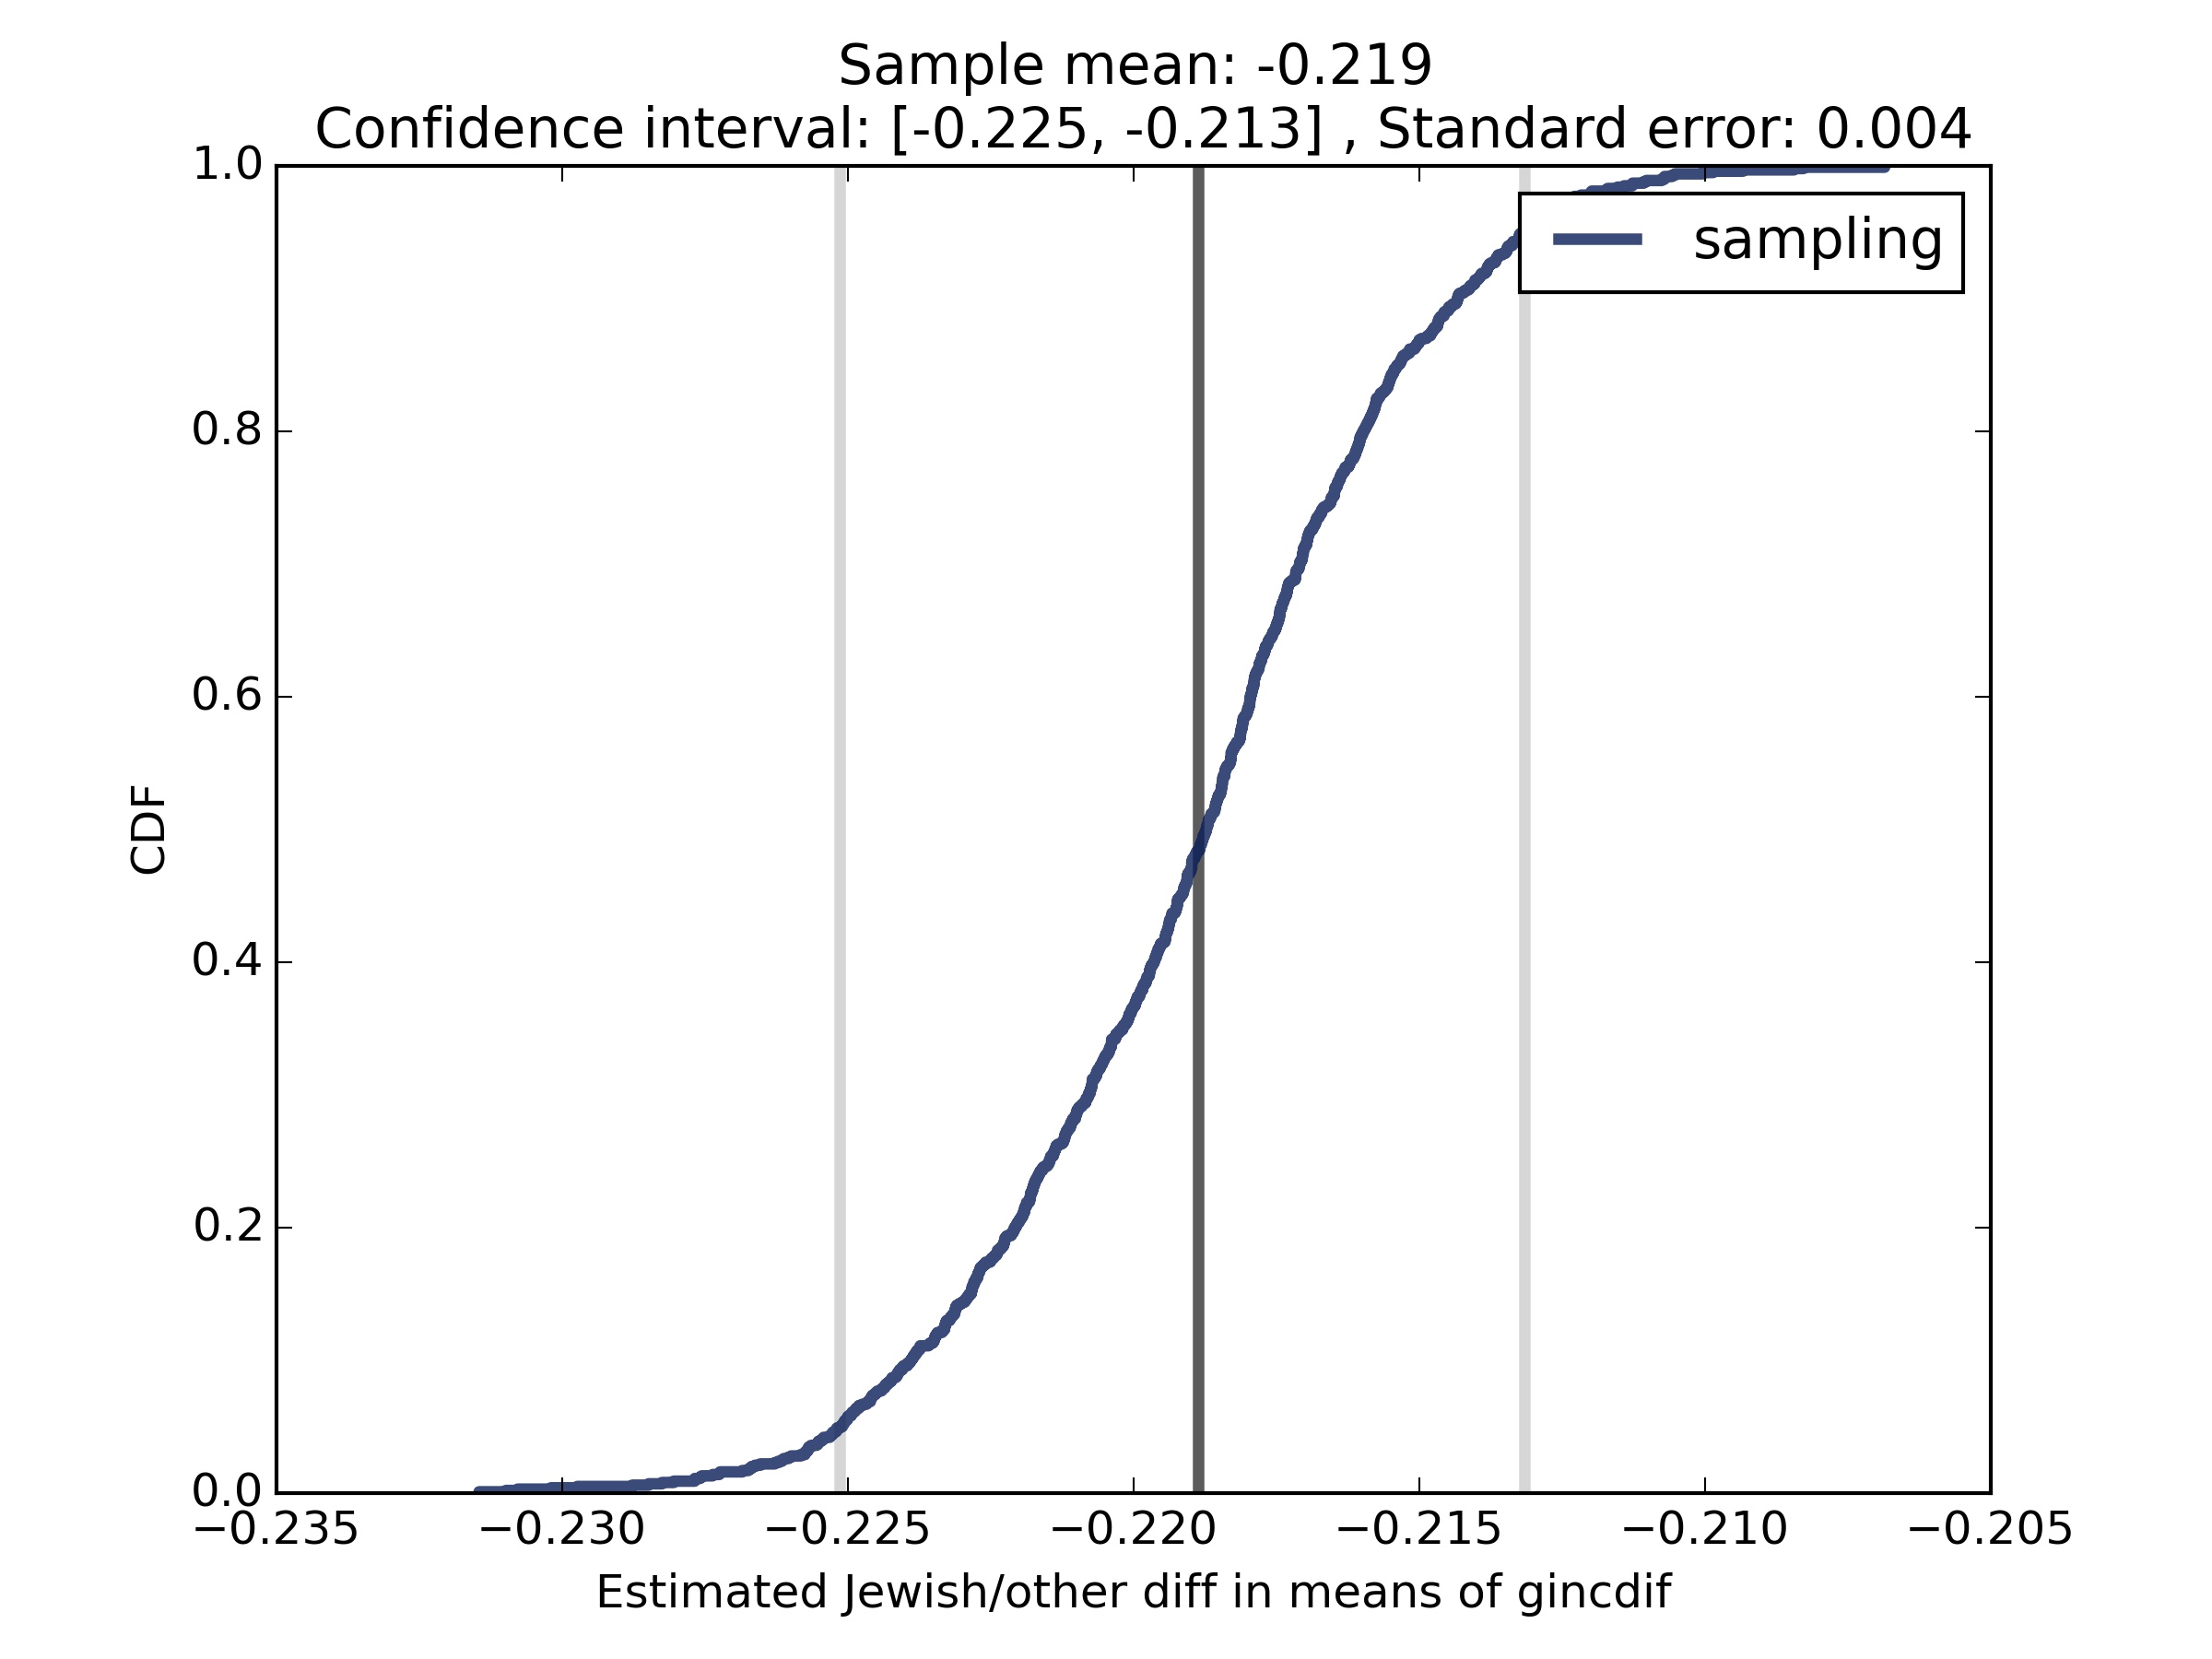 Sample mean: -0.219
Confidence interval: [-0.225, -0.213] , Standard error: 0.004
sampling
1.0
0.8
0.6
0.4
0.2
0.0
CDF
−0.235 −0.230 −0.225 −0.220 −0.215 −0.210 −0.205
Estimated Jewish/other diff in means of gincdif